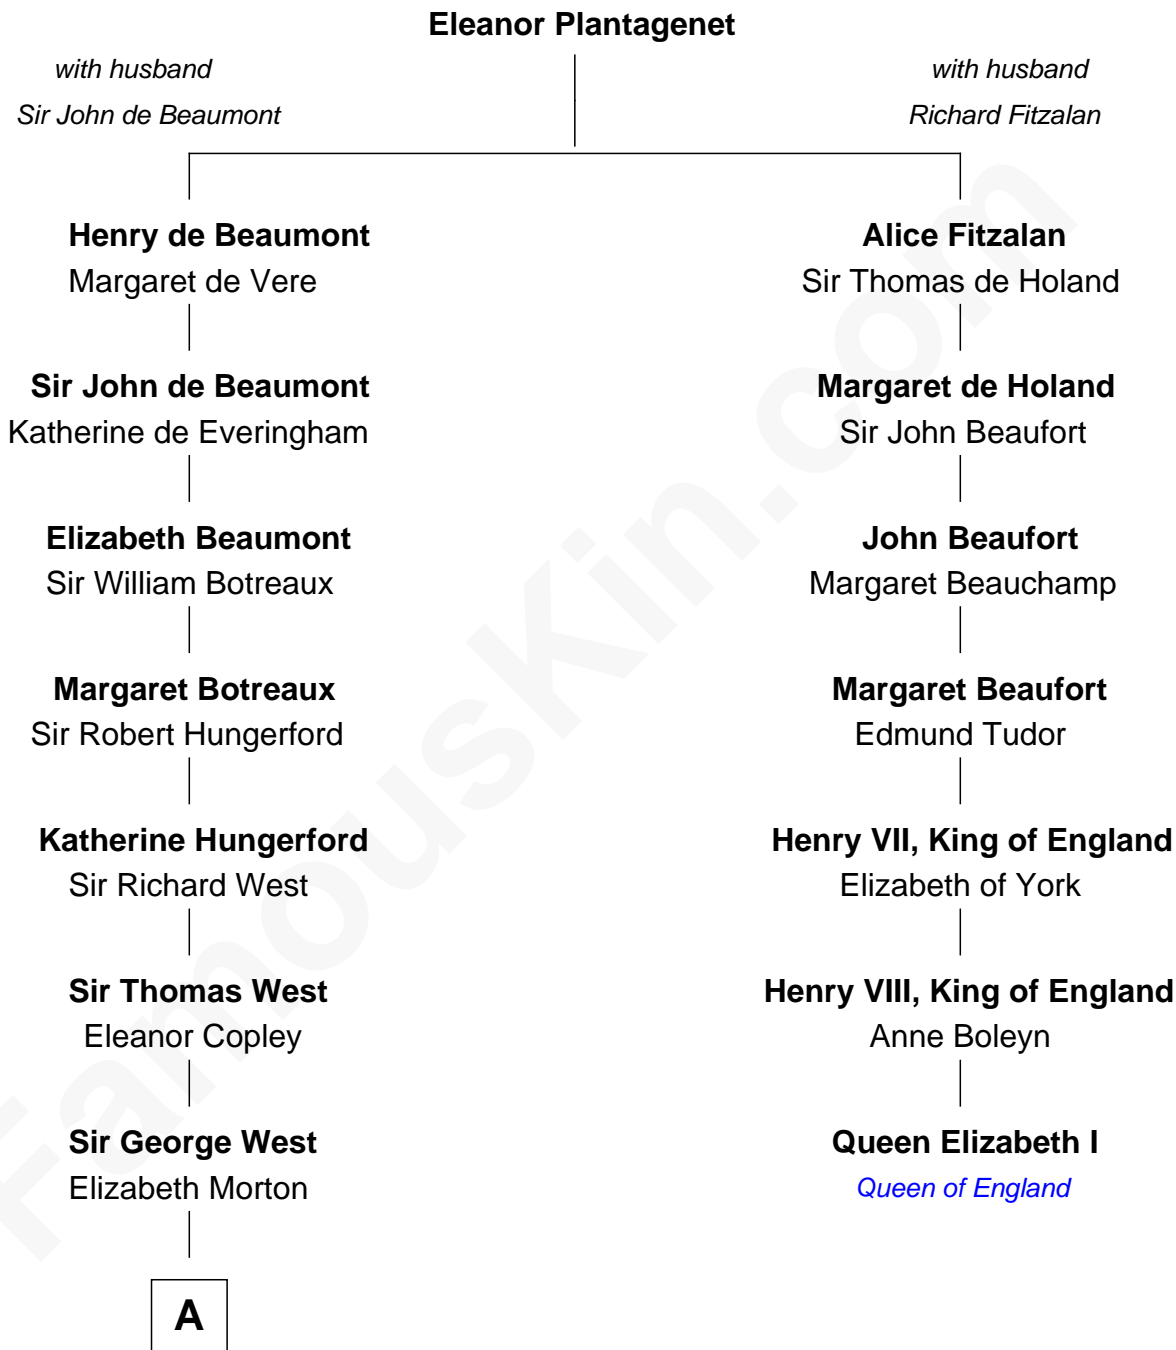 Eleanor Plantagenet
with husband
Sir John de Beaumont
with husband
Richard Fitzalan
Henry de Beaumont
Margaret de Vere
Alice Fitzalan
Sir Thomas de Holand
Sir John de Beaumont
Katherine de Everingham
Margaret de Holand
Sir John Beaufort
Elizabeth Beaumont
Sir William Botreaux
John Beaufort
Margaret Beauchamp
Margaret Botreaux
Sir Robert Hungerford
Margaret Beaufort
Edmund Tudor
Katherine Hungerford
Sir Richard West
Henry VII, King of England
Elizabeth of York
Sir Thomas West
Eleanor Copley
Henry VIII, King of England
Anne Boleyn
Sir George West
Elizabeth Morton
Queen Elizabeth I
Queen of England
A
FamousKin.com